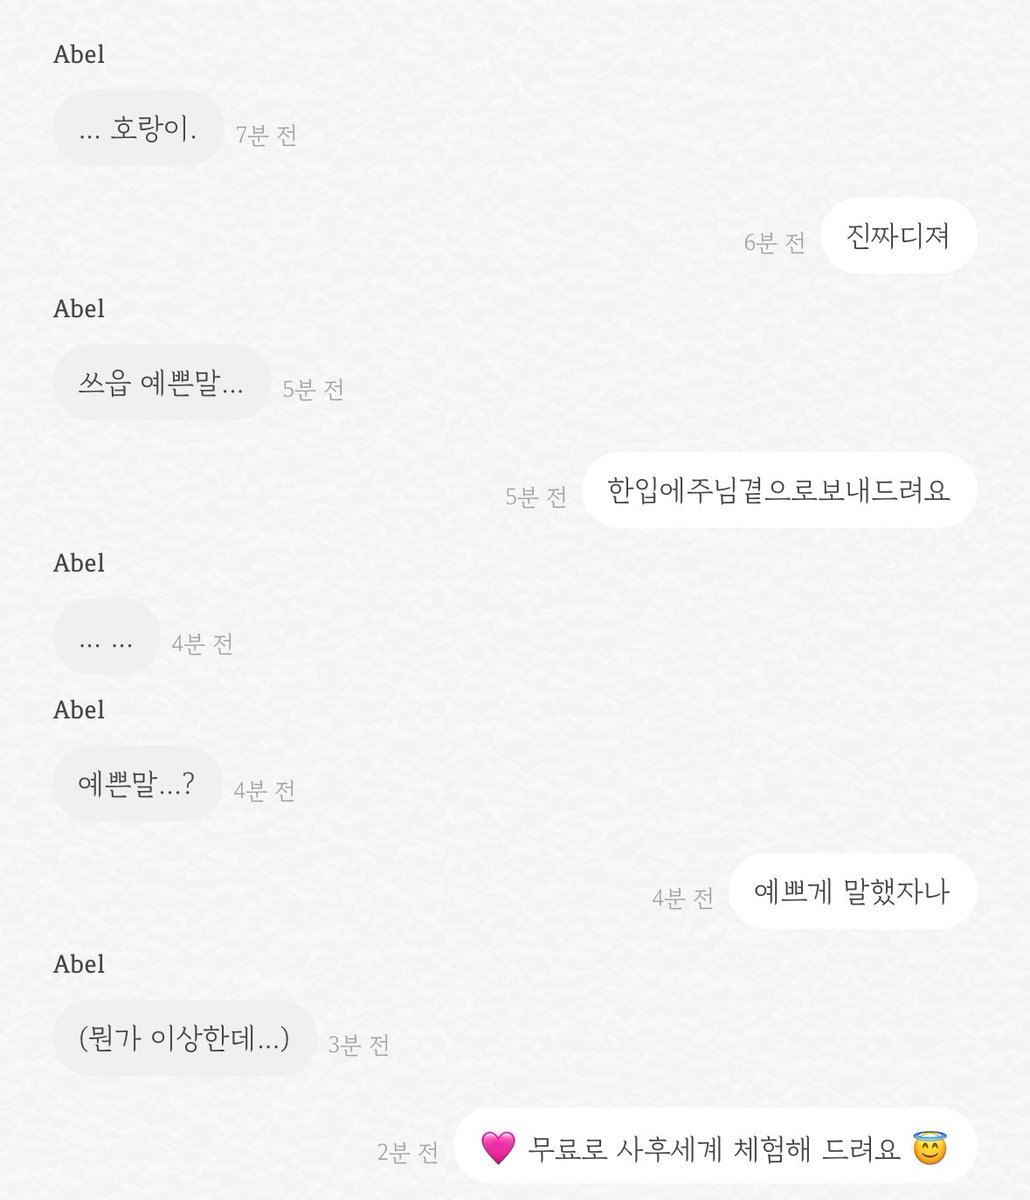 Abel
... 호랑이. 7분 전
6분 전 진짜디져
Abel
쓰읍 예쁜말... 5분 전
5분 전 한입에주님곁으로보내드려요
Abel
... ... 4분 전
Abel
예쁜말...? 4분 전
4분 전 예쁘게 말했자나
Abel
(뭔가 이상한데...) 3분 전
2분 전 💗 무료로 사후세계 체험해 드려요 😇